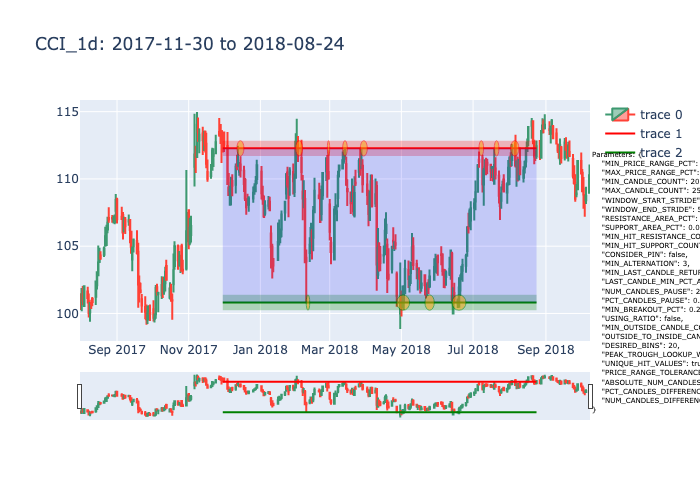 CCI_1d: 2017-11-30 to 2018-08-24
115
110
105
100
Sep 2017
Nov 2017
Jan 2018
Mar 2018
May 2018
Jul 2018
Sep 2018
trace 0
trace 1
trace 2
Parameters: {
"MIN_PRICE_RANGE_PCT":
"MAX_PRICE_RANGE_PCT":
"MIN_CANDLE_COUNT": 20
"MAX_CANDLE_COUNT": 25
"WINDOW_START_STRIDE"
"WINDOW_END_STRIDE": 5
"RESISTANCE_AREA_PCT":
"SUPPORT_AREA_PCT": 0.0
"MIN_HIT_RESISTANCE_CO
"MIN_HIT_SUPPORT_COUNT
"CONSIDER_PIN": false,
"MIN_ALTERNATION": 3,
"MIN_LAST_CANDLE_RETUR
"LAST_CANDLE_MIN_PCT_A
"NUM_CANDLES_PAUSE": 2
"PCT_CANDLES_PAUSE": 0.
"MIN_BREAKOUT_PCT": 0.2
"USING_RATIO": false,
"MIN_OUTSIDE_CANDLE_CO
"OUTSIDE_TO_INSIDE_CAN
"DESIRED_BINS": 20,
"PEAK_TROUGH_LOOKUP_W
"UNIQUE_HIT_VALUES": tru
"PRICE_RANGE_TOLERANCE
"ABSOLUTE_NUM_CANDLES
"PCT_CANDLES_DIFFERENC
"NUM_CANDLES_DIFFERENC
}